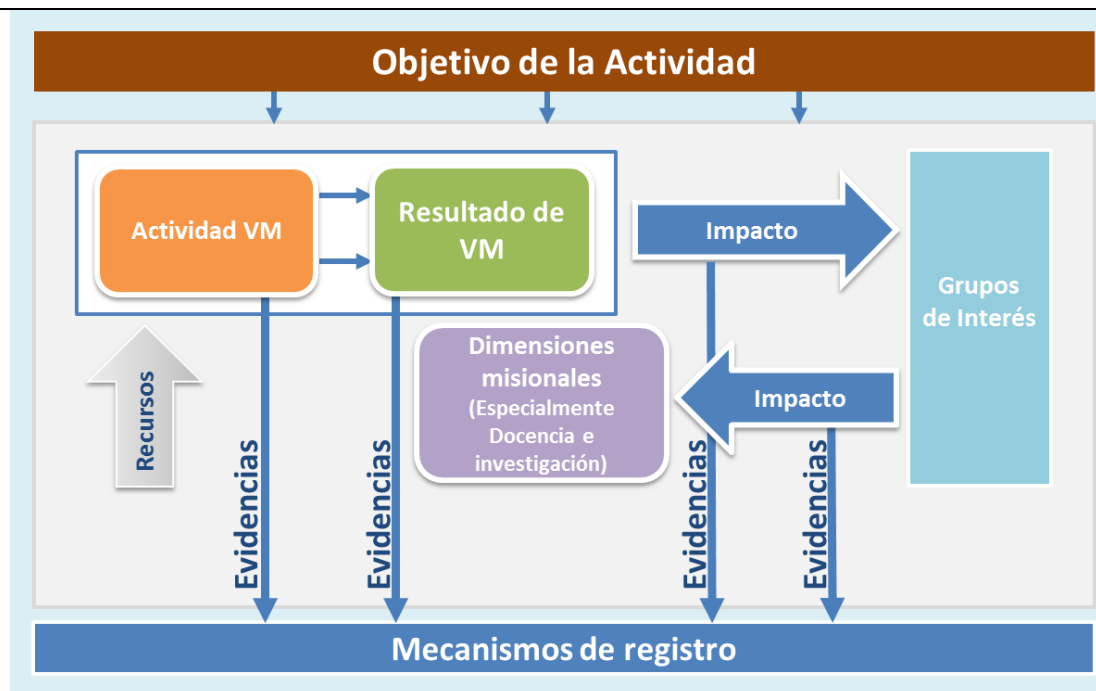 Objetivo de la Actividad
Actividad VM
Resultado de
VM
Impacto
Grupos
de Interés
Recursos
Dimensiones
misionales
(Especialmente
Docencia e
investigación)
Impacto
Evidencias
Evidencias
Evidencias
Evidencias
Mecanismos de registro